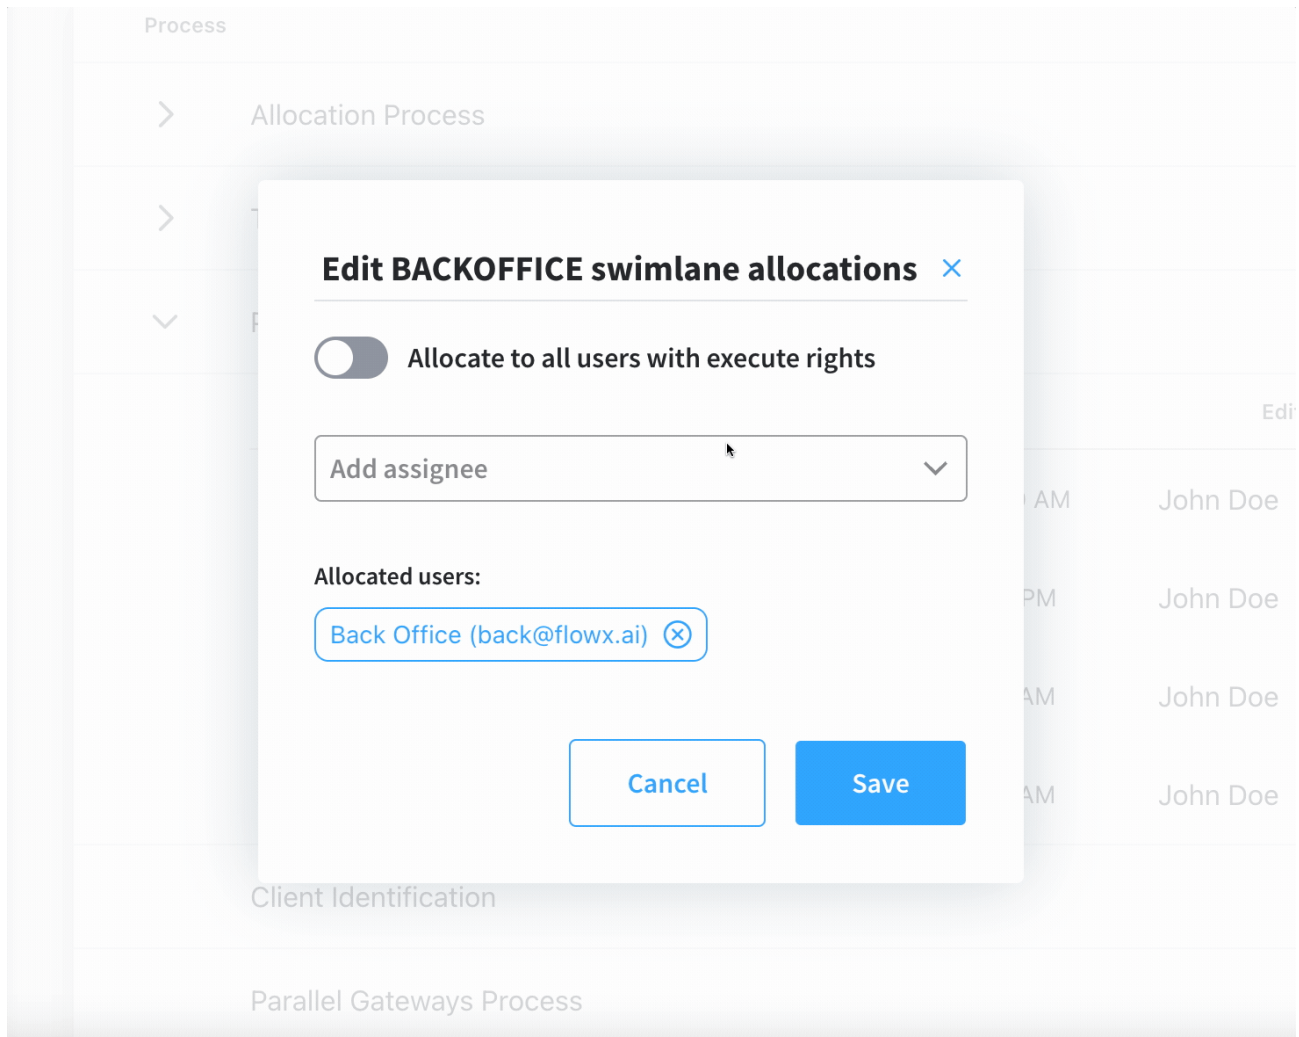 Process
Allocation Process
Edit BACKOFFICE swimlane allocations
Allocate to all users with execute rights
Add assignee
AM John Doe
Allocated users:
PM John Doe
Back Office (back@flowx.ai)
AM John Doe
Cancel Save
AM John Doe
Client Identification
Parallel Gateways Process